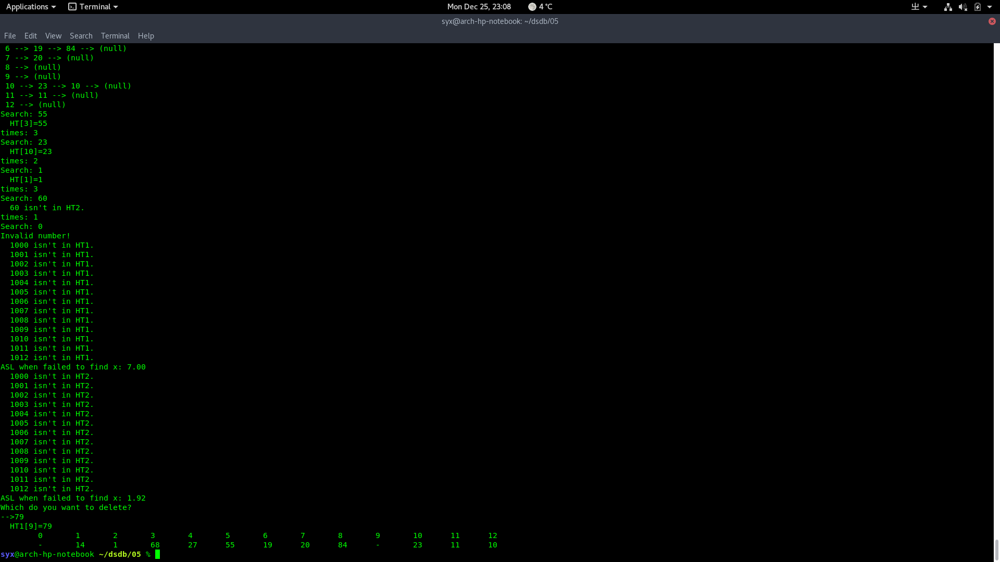 Applications Terminal Mon Dec 25, 23:08 4 °C
syx@arch-hp-notebook: ~/dsdb/05
File Edit View Search Terminal Help
6 --> 19 --> 84 --> (null)
7 --> 20 --> (null)
8 --> (null)
9 --> (null)
10 --> 23 --> 10 --> (null)
11 --> 11 --> (null)
12 --> (null)
Search: 55
HT[3]=55
times: 3
Search: 23
HT[10]=23
times: 2
Search: 1
HT[1]=1
times: 3
Search: 60
60 isn't in HT2.
times: 1
Search: 0
Invalid number!
1000 isn't in HT1.
1001 isn't in HT1.
1002 isn't in HT1.
1003 isn't in HT1.
1004 isn't in HT1.
1005 isn't in HT1.
1006 isn't in HT1.
1007 isn't in HT1.
1008 isn't in HT1.
1009 isn't in HT1.
1010 isn't in HT1.
1011 isn't in HT1.
1012 isn't in HT1.
ASL when failed to find x: 7.00
1000 isn't in HT2.
1001 isn't in HT2.
1002 isn't in HT2.
1003 isn't in HT2.
1004 isn't in HT2.
1005 isn't in HT2.
1006 isn't in HT2.
1007 isn't in HT2.
1008 isn't in HT2.
1009 isn't in HT2.
1010 isn't in HT2.
1011 isn't in HT2.
1012 isn't in HT2.
ASL when failed to find x: 1.92
Which do you want to delete?
-->79
HT1[9]=79
0 1 2 3 4 5 6 7 8 9 10 11 12
- 14 1 68 27 55 19 20 84 - 23 11 10
syx@arch-hp-notebook ~/dsdb/05 %